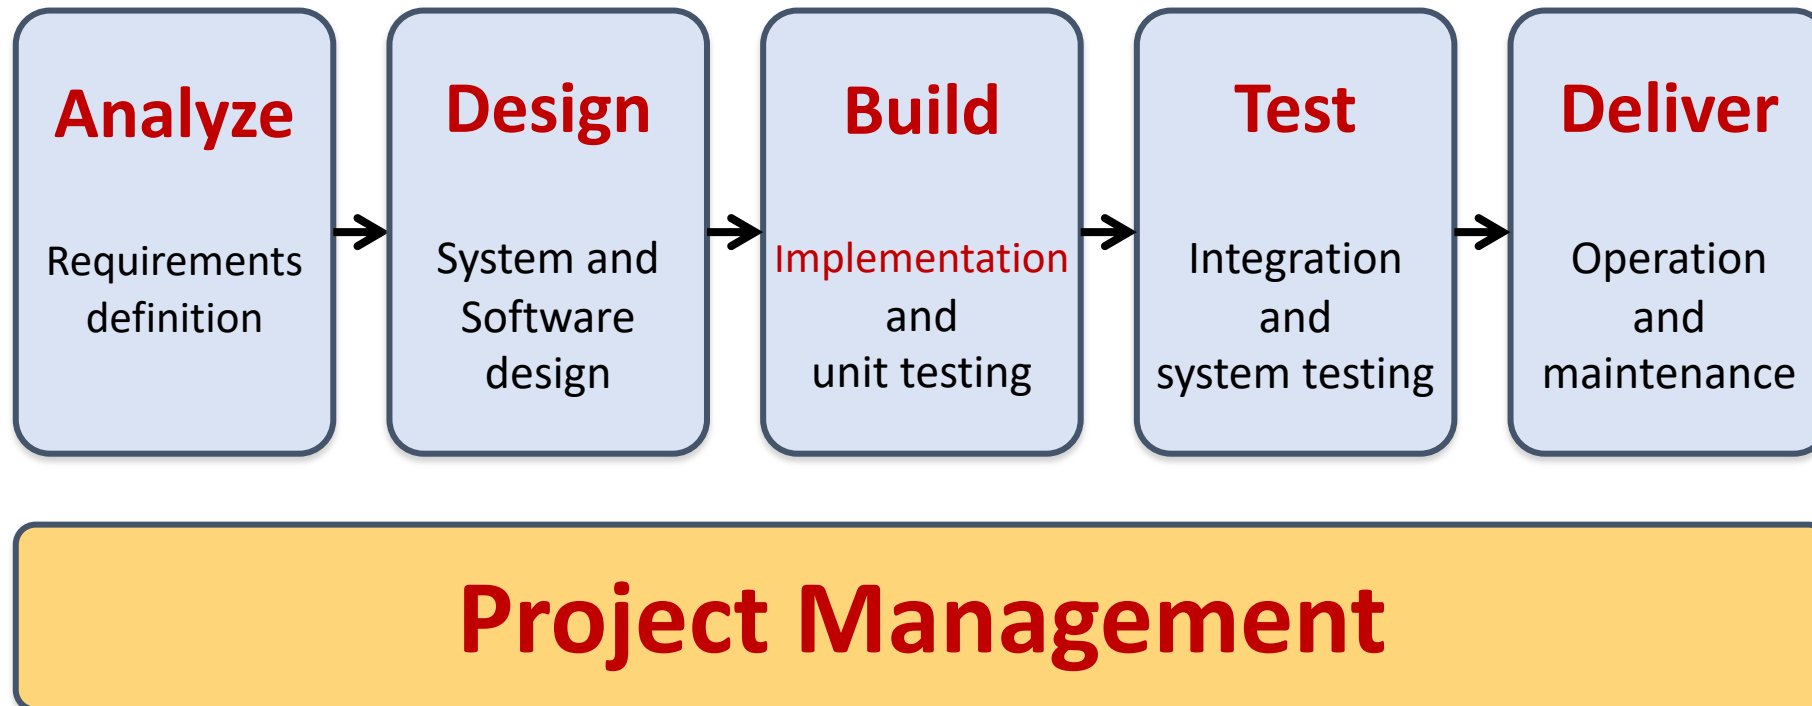 Analyze
Requirements
definition
Design
System and
Software
design
Build
Implementation
and
unit testing
Test
Integration
and
system testing
Deliver
Operation
and
maintenance
Project Management